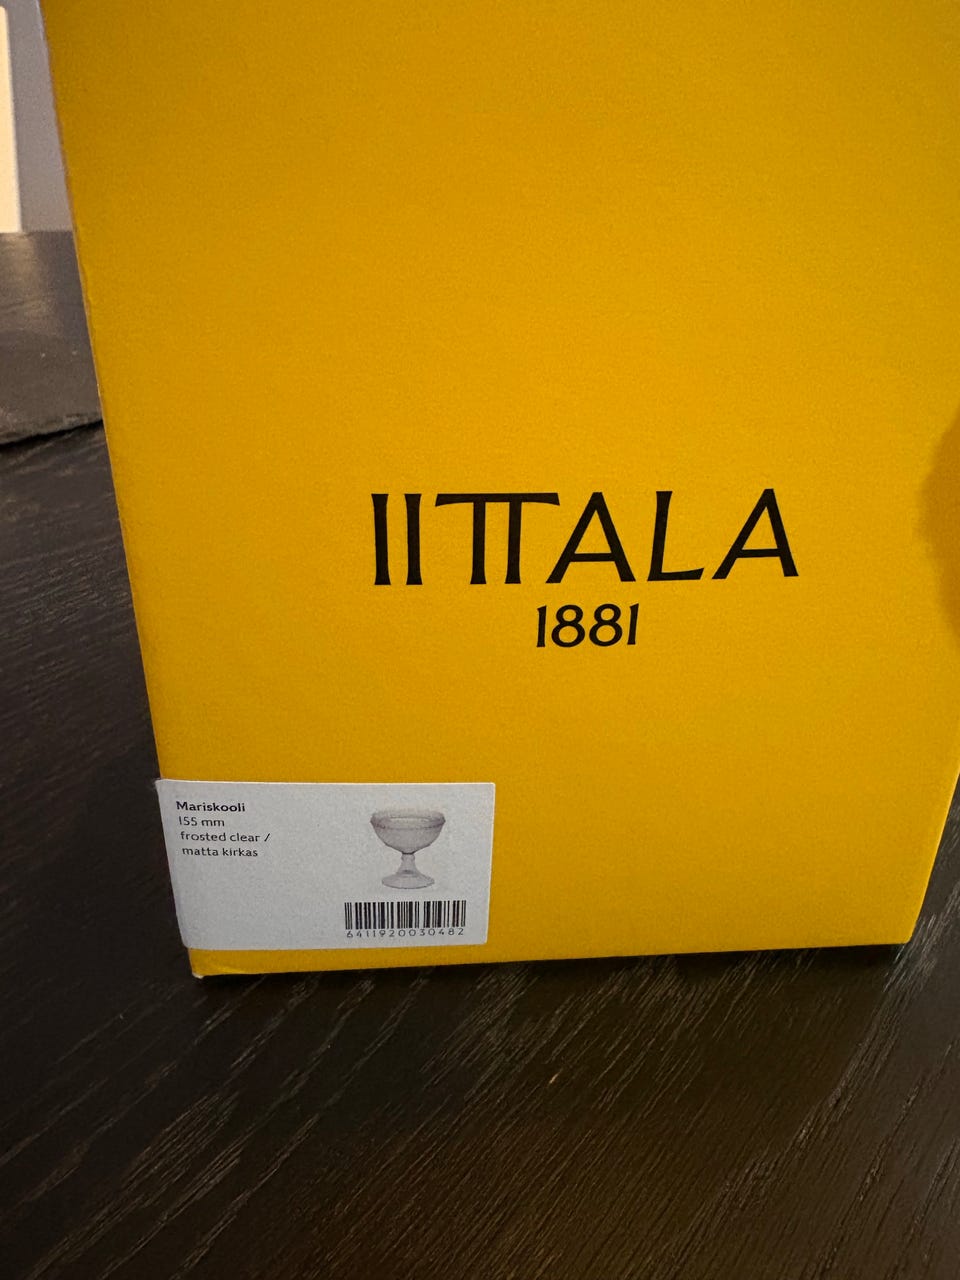 IITTALA
1881
Mariskooli
155 mm
frosted clear /
matta kirkas
6411920030482